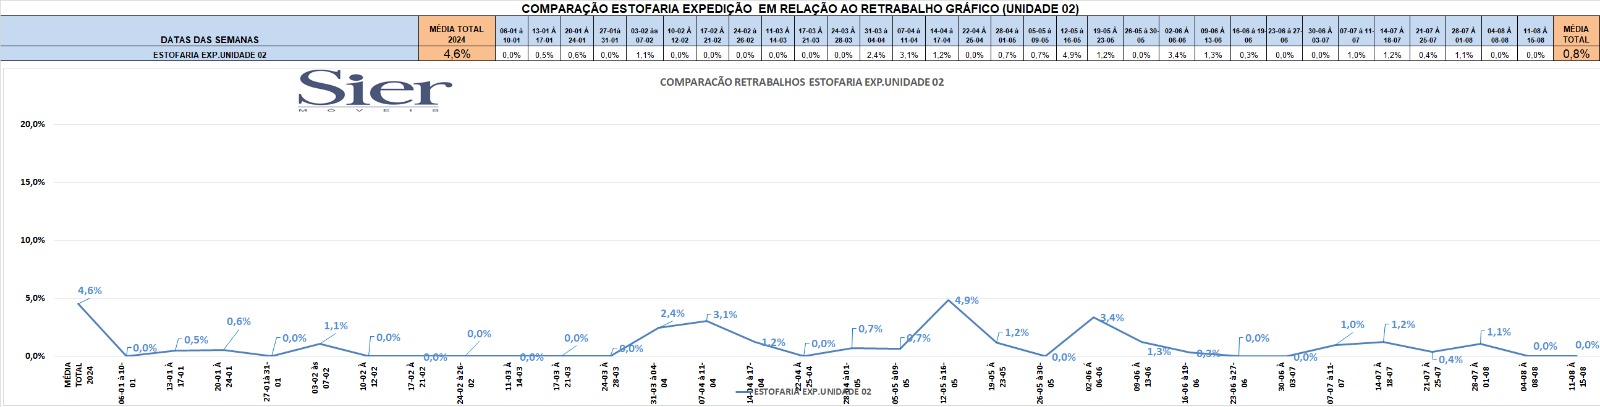 COMPARAÇÃO ESTOFARIA EXPEDIÇÃO EM RELAÇÃO AO RETRABALHO GRÁFICO (UNIDADE 02)
DATAS DAS SEMANAS MÉDIA TOTAL 2024 06-01 à 10-01 13-01 À 17-01 20-01 À 24-01 27-01à 31-01 03-02 às 07-02 10-02 À 12-02 17-02 À 21-02 24-02 à 26-02 11-03 À 14-03 17-03 À 21-03 24-03 À 28-03 31-03 à 04-04 07-04 à 11-04 14-04 à 17-04 22-04 À 25-04 28-04 à 01-05 05-05 à 09-05 12-05 à 16-05 19-05 À 23-05 26-05 à 30-05 02-06 À 06-06 09-06 À 13-06 16-06 à 19-06 23-06 à 27-06 30-06 À 03-07 07-07 à 11-07 14-07 À 18-07 21-07 À 25-07 28-07 À 01-08 04-08 À 08-08 11-08 À 15-08 MÉDIA TOTAL
ESTOFARIA EXP.UNIDADE 02 4,6% 0,0% 0,5% 0,6% 0,0% 1,1% 0,0% 0,0% 0,0% 0,0% 0,0% 0,0% 2,4% 3,1% 1,2% 0,0% 0,7% 0,7% 4,9% 1,2% 0,0% 3,4% 1,3% 0,3% 0,0% 0,0% 1,0% 1,2% 0,4% 1,1% 0,0% 0,0% 0,8%
Sier
MÓVEIS
COMPARAÇÃO RETRABALHOS ESTOFARIA EXP.UNIDADE 02
20,0%
15,0%
10,0%
5,0%
0,0%
4,6% 0,0% 0,5% 0,6% 0,0% 1,1% 0,0% 0,0% 0,0% 0,0% 0,0% 0,0% 2,4% 3,1% 1,2% 0,0% 0,7% 0,7% 4,9% 1,2% 0,0% 3,4% 1,3% 0,3% 0,0% 0,0% 1,0% 1,2% 0,4% 1,1% 0,0% 0,0%
MÉDIA TOTAL 2024 06-01 à 10-01 13-01 À 17-01 20-01 À 24-01 27-01 à 31-01 03-02 às 07-02 10-02 À 12-02 17-02 À 21-02 24-02 à 26-02 11-03 À 14-03 17-03 À 21-03 24-03 À 28-03 31-03 à 04-04 07-04 à 11-04 14-04 à 17-04 22-04 À 25-04 28-04 à 01-05 05-05 à 09-05 12-05 à 16-05 19-05 À 23-05 26-05 à 30-05 02-06 À 06-06 09-06 À 13-06 16-06 à 19-06 23-06 à 27-06 30-06 À 03-07 07-07 à 11-07 14-07 À 18-07 21-07 À 25-07 28-07 À 01-08 04-08 À 08-08 11-08 À 15-08
ESTOFARIA EXP.UNIDADE 02